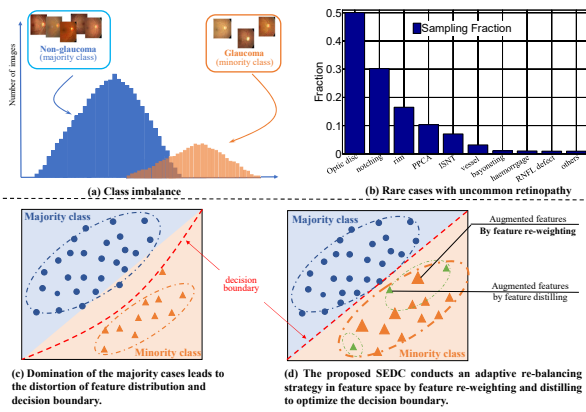 Non-glaucoma
(majority class)
Glaucoma
(minority class)
Number of images
(a) Class imbalance
0.5
0.4
0.3
0.2
0.1
0
Fraction
Sampling Fraction
Optic disc
notching
rim
PPCA
ISNT
vessel
bayoneting
haemorrgage
RNFL defect
others
(b) Rare cases with uncommon retinopathy
Majority class
Minority class
decision
boundary
(c) Domination of the majority cases leads to
the distortion of feature distribution and
decision boundary.
Majority class
Minority class
Augmented features
By feature re-weighting
Augmented features
by feature distilling
(d) The proposed SEDC conducts an adaptive re-balancing
strategy in feature space by feature re-weighting and distilling
to optimize the decision boundary.